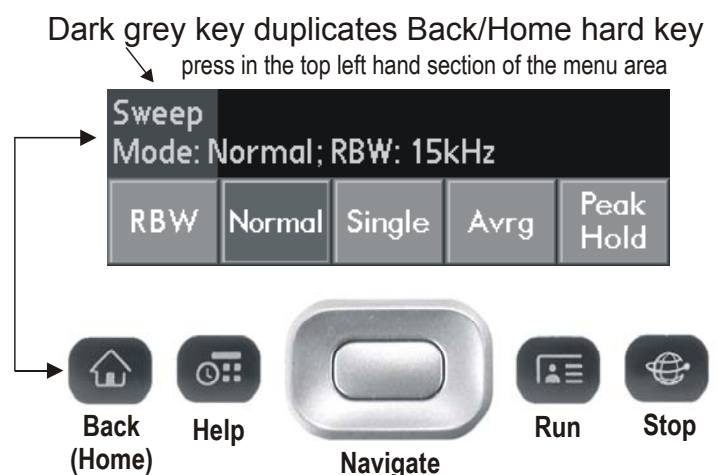 Dark grey key duplicates Back/Home hard key
press in the top left hand section of the menu area
Sweep
Mode: Normal; RBW: 15kHz
RBW Normal Single Avrg Peak Hold
Back (Home) Help Navigate Run Stop